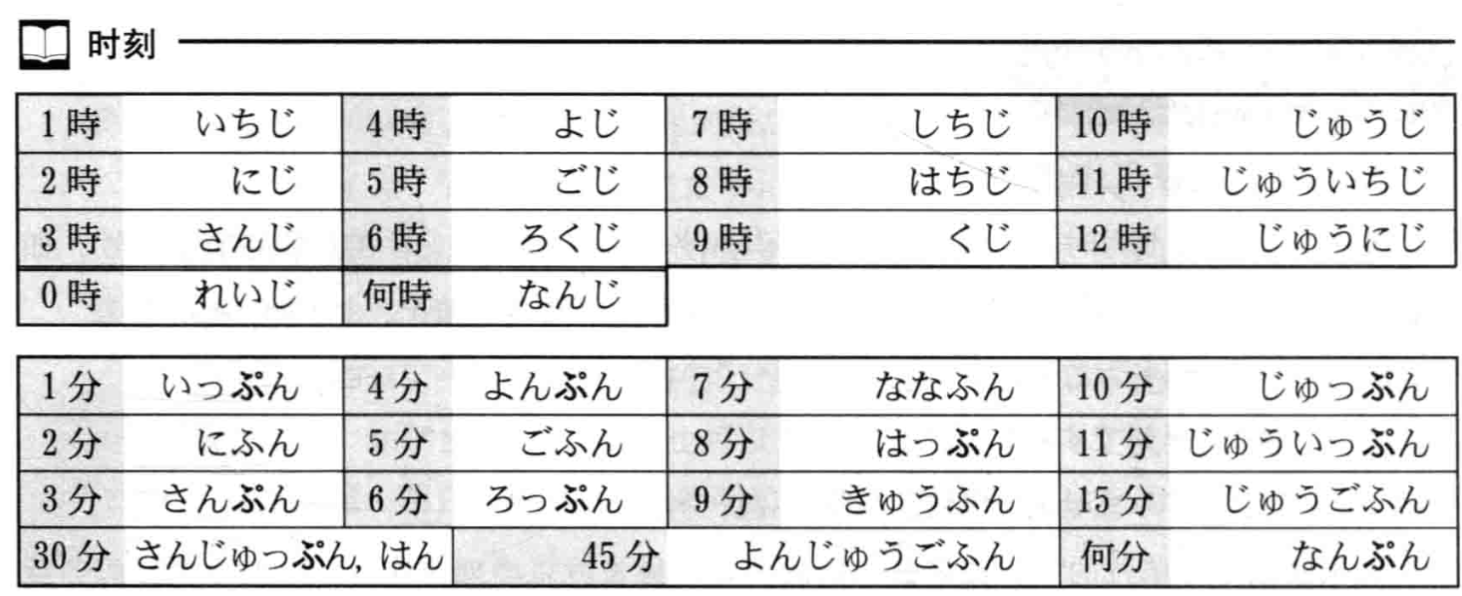 时刻
1時 いちじ 4時 よじ 7時 しちじ 10時 じゅうじ
2時 にじ 5時 ごじ 8時 はちじ 11時 じゅういちじ
3時 さんじ 6時 ろくじ 9時 くじ 12時 じゅうにじ
0時 れいじ 何時 なんじ
1分 いっぷん 4分 よんぷん 7分 ななふん 10分 じゅっぷん
2分 にふん 5分 ごふん 8分 はっぷん 11分 じゅういっぷん
3分 さんぷん 6分 ろっぷん 9分 きゅうふん 15分 じゅうごふん
30分 さんじゅっぷん, はん 45分 よんじゅうごふん 何分 なんぷん